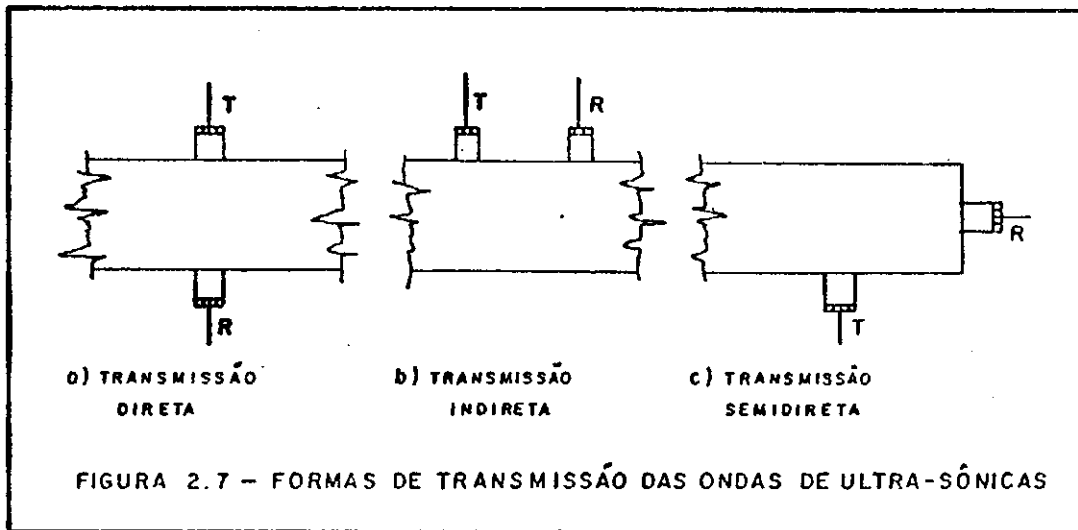 T
R
T
R
R
T
a) TRANSMISSÃO
DIRETA
b) TRANSMISSÃO
INDIRETA
c) TRANSMISSÃO
SEMIDIRETA
FIGURA 2.7 – FORMAS DE TRANSMISSÃO DAS ONDAS DE ULTRA-SÔNICAS